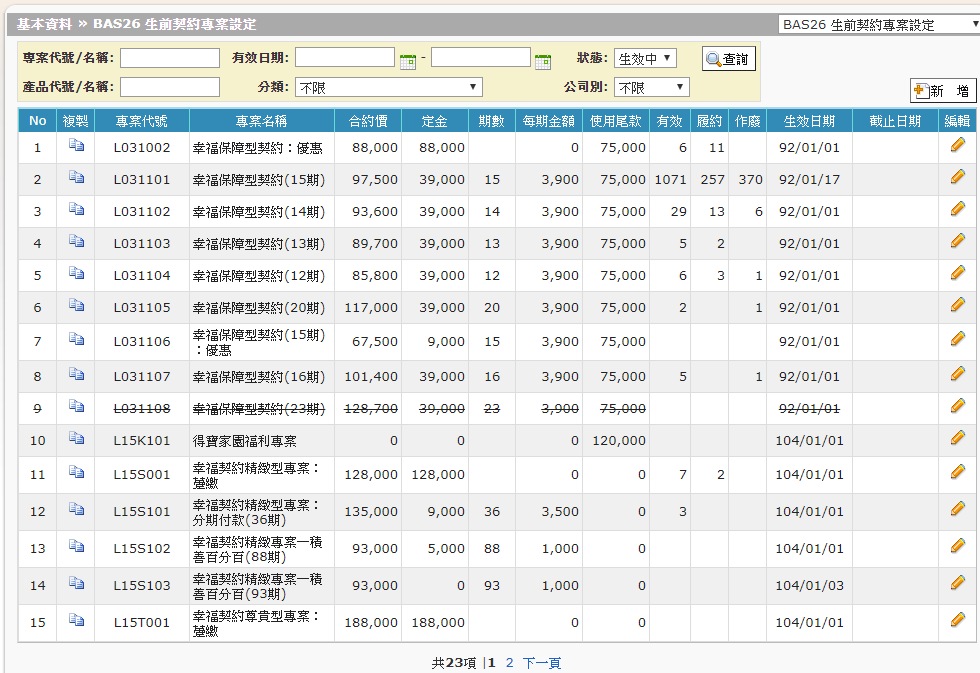 基本資料 » BAS26 生前契約專案設定 BAS26 生前契約專案設定
專案代號/名稱: 有效日期: - 狀態: 生效中 查詢
產品代號/名稱: 分類: 不限 公司別: 不限
新 增
No 複製 專案代號 專案名稱 合約價 定金 期數 每期金額 使用尾款 有效 履約 作廢 生效日期 截止日期 編輯
1 L031002 幸福保障型契約：優惠 88,000 88,000 0 75,000 6 11 92/01/01
2 L031101 幸福保障型契約(15期) 97,500 39,000 15 3,900 75,000 1071 257 370 92/01/17
3 L031102 幸福保障型契約(14期) 93,600 39,000 14 3,900 75,000 29 13 6 92/01/01
4 L031103 幸福保障型契約(13期) 89,700 39,000 13 3,900 75,000 5 2 92/01/01
5 L031104 幸福保障型契約(12期) 85,800 39,000 12 3,900 75,000 6 3 1 92/01/01
6 L031105 幸福保障型契約(20期) 117,000 39,000 20 3,900 75,000 2 1 92/01/01
7 L031106 幸福保障型契約(15期)
：優惠 67,500 9,000 15 3,900 75,000 92/01/01
8 L031107 幸福保障型契約(16期) 101,400 39,000 16 3,900 75,000 5 1 92/01/01
9 L031108 幸福保障型契約(23期) 128,700 39,000 23 3,900 75,000 92/01/01
10 L15K101 得寶家園福利專案 0 0 0 120,000 104/01/01
11 L15S001 幸福契約精緻型專案：
躉繳 128,000 128,000 0 0 7 2 104/01/01
12 L15S101 幸福契約精緻型專案：
分期付款(36期) 135,000 9,000 36 3,500 0 3 104/01/01
13 L15S102 幸福契約精緻專案一積
善百分百(88期) 93,000 5,000 88 1,000 0 104/01/01
14 L15S103 幸福契約精緻專案一積
善百分百(93期) 93,000 0 93 1,000 0 104/01/03
15 L15T001 幸福契約尊貴型專案：
躉繳 188,000 188,000 0 0 104/01/01
共23項 |1 2 下一頁